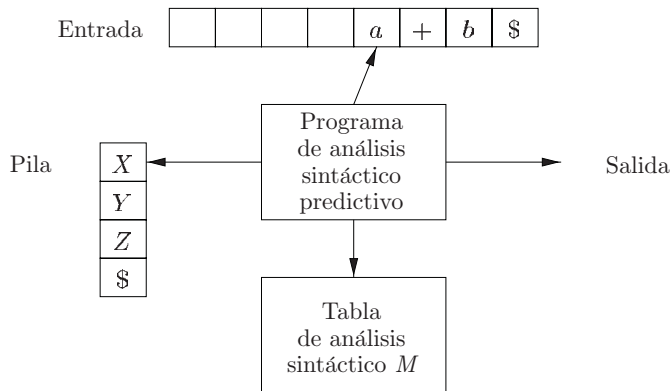 Entrada a + b $
Programa
de análisis
sintáctico
predictivo
Pila
X
Y
Z
$
Salida
Tabla
de análisis
sintáctico M